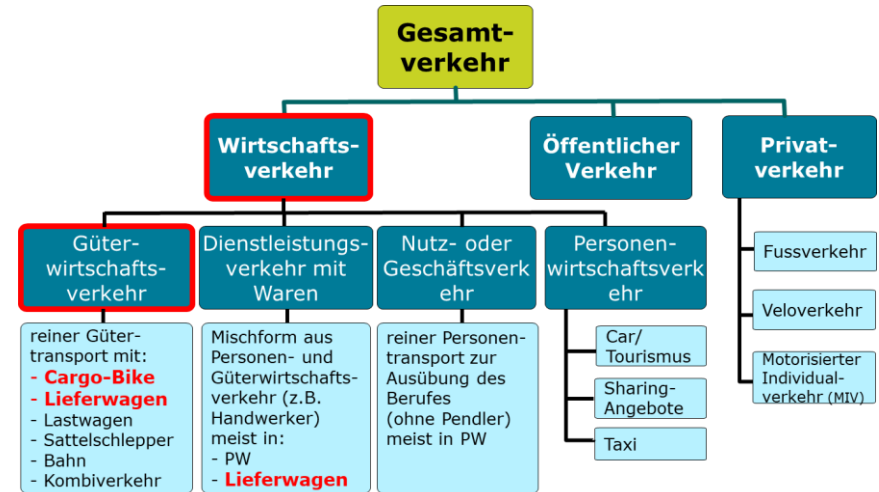 Gesamt-
verkehr
Wirtschafts-
verkehr
Öffentlicher
Verkehr
Privat-
verkehr
Güter-
wirtschafts-
verkehr
Dienstleistungs-
verkehr mit
Waren
Nutz- oder
Geschäftsverk
ehr
Personen-
wirtschaftsverk
ehr
reiner Güter-
transport mit:
- Cargo-Bike
- Lieferwagen
- Lastwagen
- Sattelschlepper
- Bahn
- Kombiverkehr
Mischform aus
Personen- und
Güterwirtschafts-
verkehr (z.B.
Handwerker)
meist in:
- PW
- Lieferwagen
reiner Personen-
transport zur
Ausübung des
Berufes
(ohne Pendler)
meist in PW
Car/
Tourismus
Sharing-
Angebote
Taxi
Fussverkehr
Veloverkehr
Motorisierter
Individual-
verkehr (MIV)